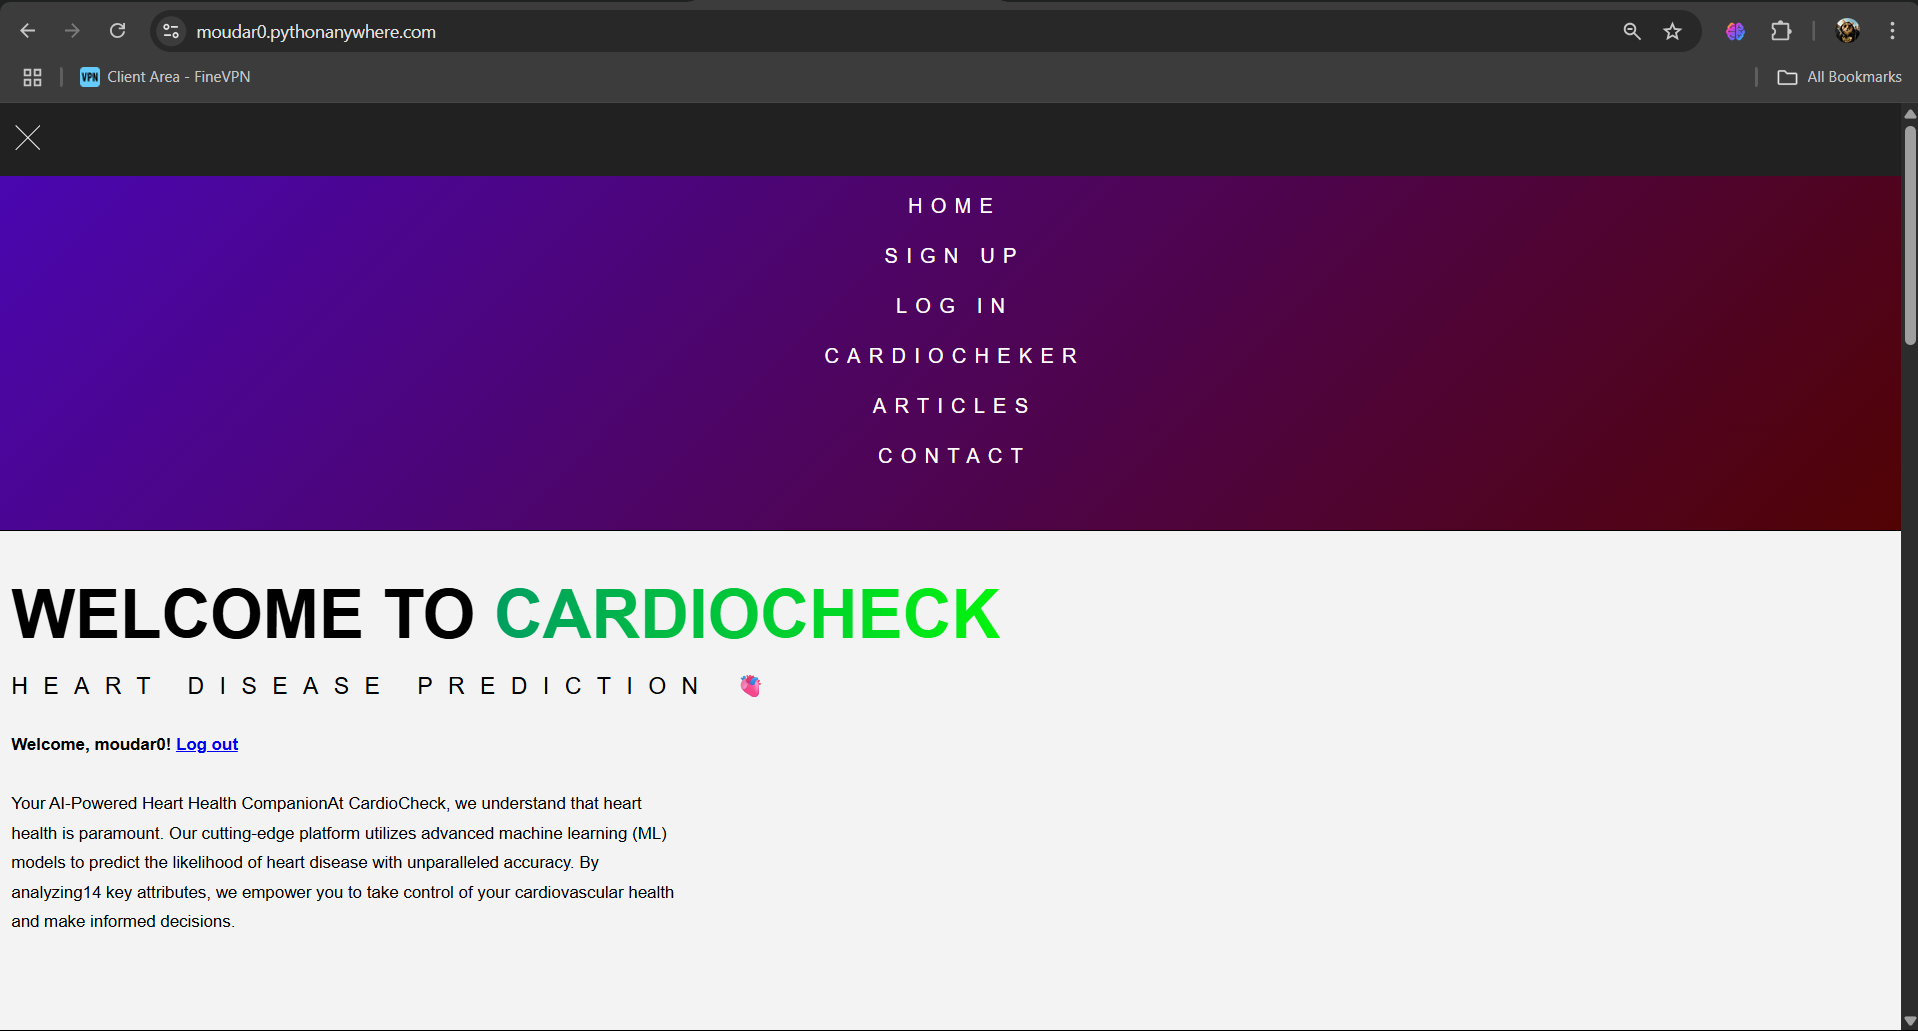 moudar0.pythonanywhere.com
VPN Client Area - FineVPN
All Bookmarks
HOME
SIGN UP
LOG IN
CARDIOCHEKER
ARTICLES
CONTACT
WELCOME TO CARDIOCHECK
HEART DISEASE PREDICTION 🫀
Welcome, moudar0! Log out
Your AI-Powered Heart Health CompanionAt CardioCheck, we understand that heart
health is paramount. Our cutting-edge platform utilizes advanced machine learning (ML)
models to predict the likelihood of heart disease with unparalleled accuracy. By
analyzing14 key attributes, we empower you to take control of your cardiovascular health
and make informed decisions.